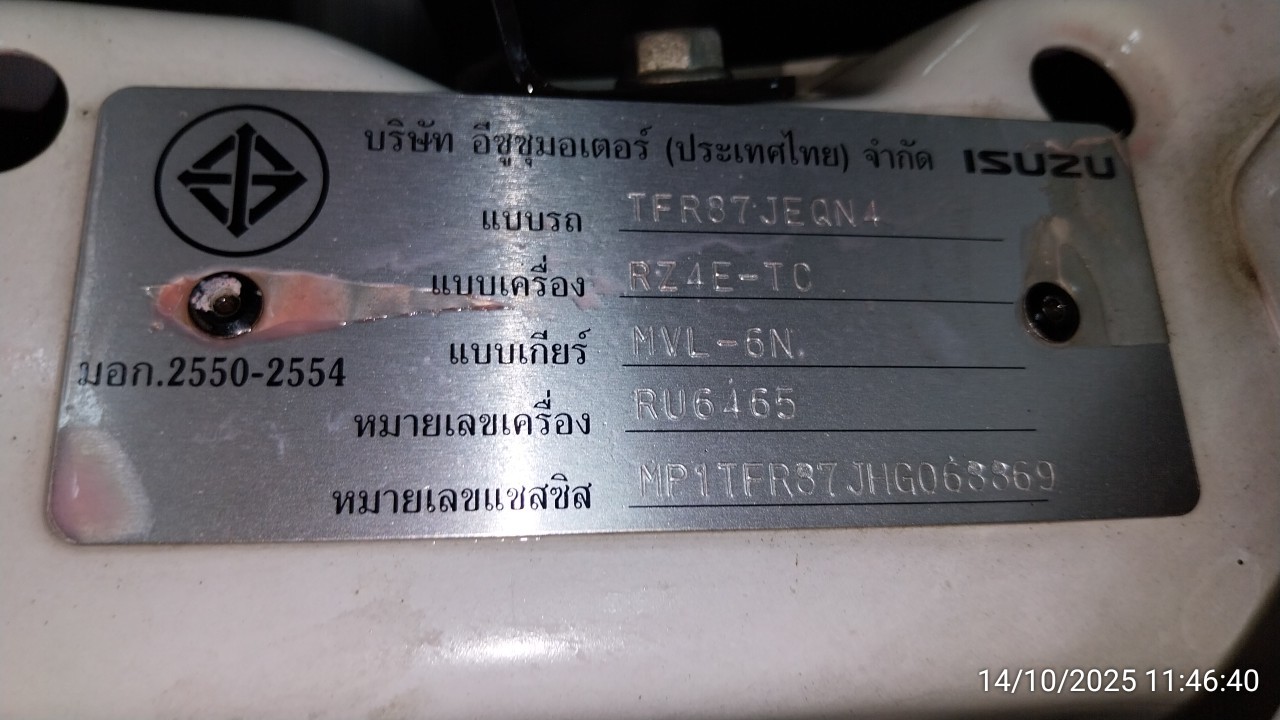 บริษัท อีซูซุมอเตอร์ (ประเทศไทย) จำกัด ISUZU
แบบรถ TFR87JEQN4
แบบเครื่อง RZ4E-TC
แบบเกียร์ MVL-6N.
มอก.2550-2554
หมายเลขเครื่อง RU6465
หมายเลขแชสซิส MP1TFR87JHG063369
14/10/2025 11:46:40